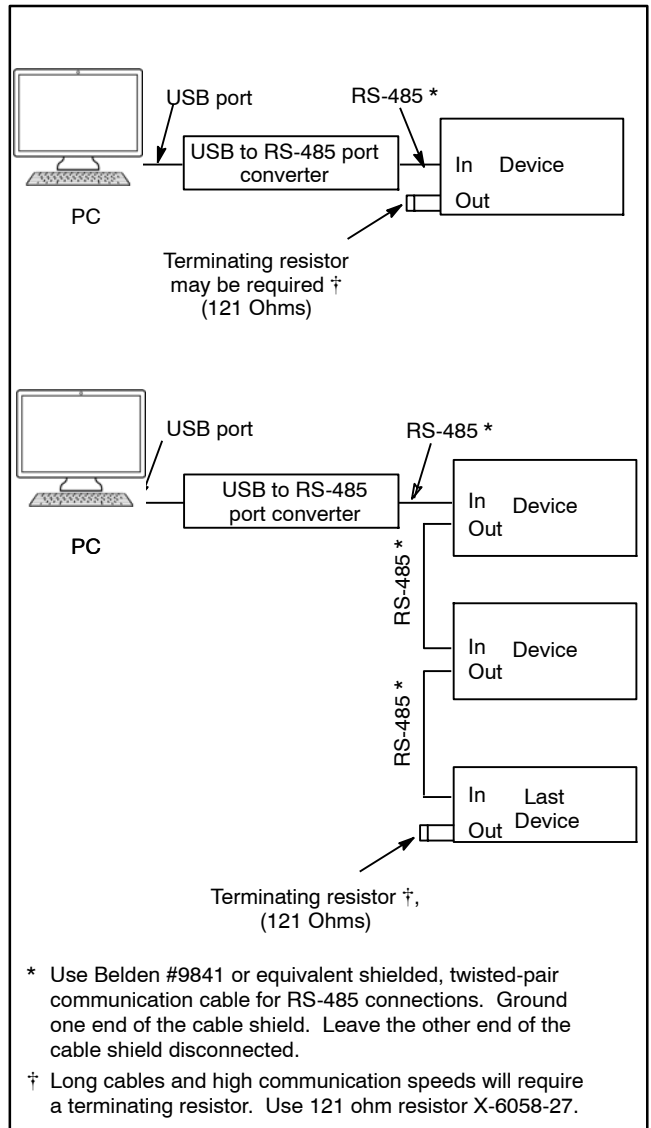 USB port
RS-485 *
USB to RS-485 port
converter
In Device
Out
PC
Terminating resistor
may be required †
(121 Ohms)
USB port
RS-485 *
USB to RS-485
port converter
In Device
Out
PC
RS-485 *
In Device
Out
RS-485 *
In Last
Out Device
Terminating resistor †,
(121 Ohms)
* Use Belden #9841 or equivalent shielded, twisted-pair
communication cable for RS-485 connections. Ground
one end of the cable shield. Leave the other end of the
cable shield disconnected.
† Long cables and high communication speeds will require
a terminating resistor. Use 121 ohm resistor X-6058-27.